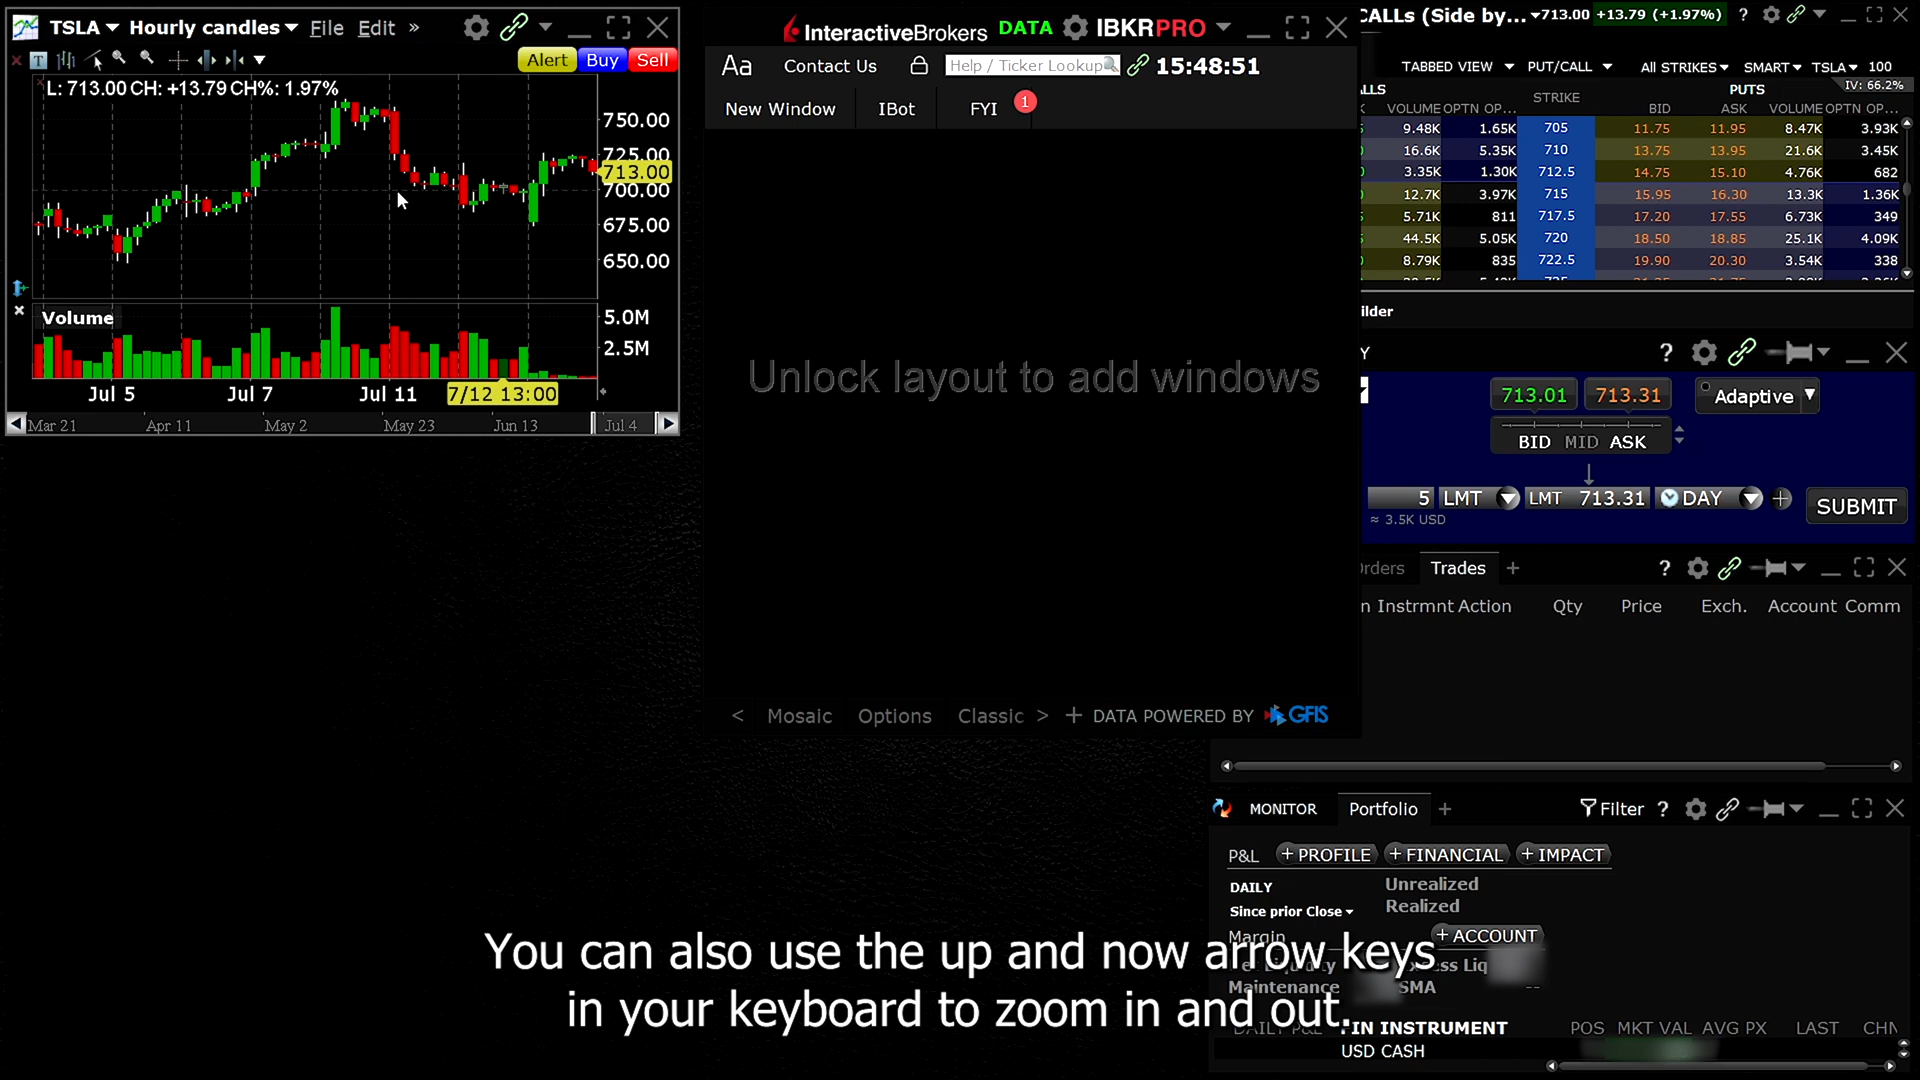 TSLA Hourly candles File Edit »
T Alert Buy Sell
L: 713.00 CH: +13.79 CH%: 1.97%
750.00
725.00
713.00
700.00
675.00
650.00
Volume
5.0M
2.5M
Jul 5 Jul 7 Jul 11 7/12 13:00
Mar 21 Apr 11 May 2 May 23 Jun 13 Jul 4
InteractiveBrokers DATA IBKRPRO
Aa Contact Us Help / Ticker Lookup 15:48:51
New Window IBot FYI 1
Unlock layout to add windows
< Mosaic Options Classic > + DATA POWERED BY GFIS
CALLs (Side by... 713.00 +13.79 (+1.97%) ?
TABBED VIEW PUT/CALL All STRIKES SMART TSLA 100
IV: 66.2%
ALLS STRIKE PUTS
VOLUME OPTN OP... BID ASK VOLUME OPTN OP...
9.48K 1.65K 705 11.75 11.95 8.47K 3.93K
16.6K 5.35K 710 13.75 13.95 21.6K 3.45K
3.35K 1.30K 712.5 14.75 15.10 4.76K 682
12.7K 3.97K 715 15.95 16.30 13.3K 1.36K
5.71K 811 717.5 17.20 17.55 6.73K 349
44.5K 5.05K 720 18.50 18.85 25.1K 4.09K
8.79K 835 722.5 19.90 20.30 3.54K 338
ilder
Y ?
713.01 713.31 Adaptive
BID MID ASK
5 LMT LMT 713.31 DAY + SUBMIT
≈ 3.5K USD
rders Trades + ?
n Instrmnt Action Qty Price Exch. Account Comm
MONITOR Portfolio + Filter ?
P&L + PROFILE + FINANCIAL + IMPACT
DAILY Unrealized
Since prior Close Realized
Margin + ACCOUNT
Maintenance SMA --
DAILY P&L FIN INSTRUMENT POS MKT VAL AVG PX LAST CHN
USD CASH
You can also use the up and now arrow keys
in your keyboard to zoom in and out.